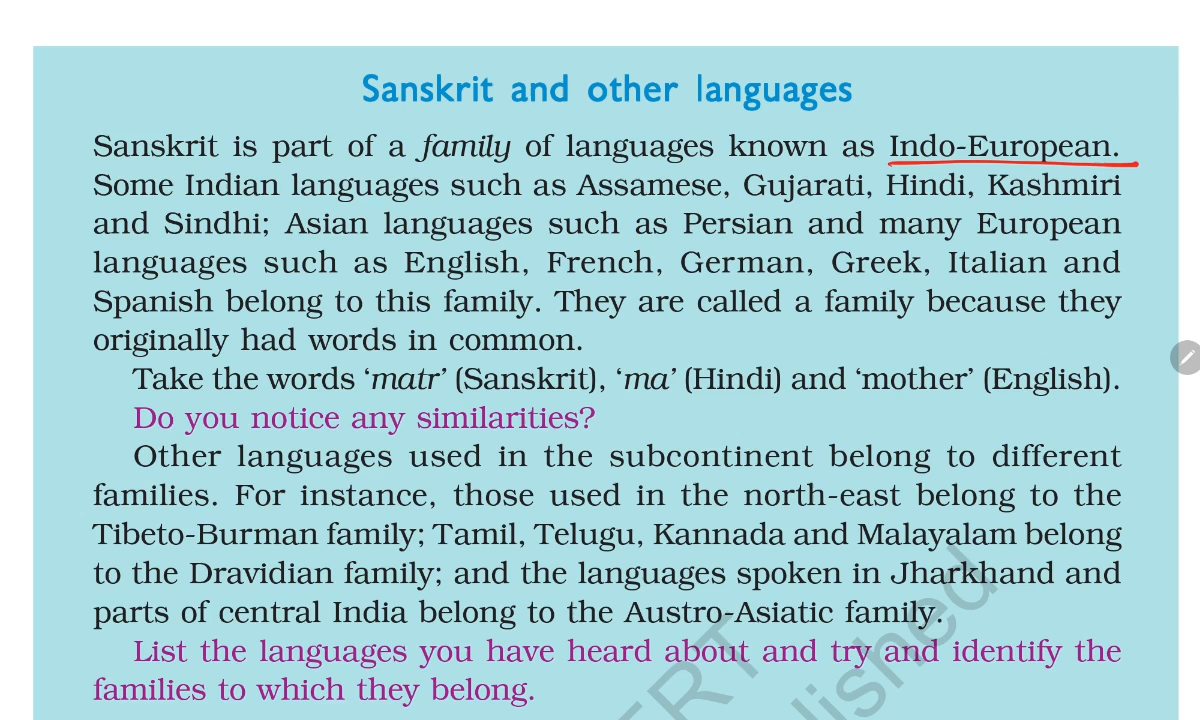 Sanskrit and other languages
Sanskrit is part of a family of languages known as Indo-European.
Some Indian languages such as Assamese, Gujarati, Hindi, Kashmiri
and Sindhi; Asian languages such as Persian and many European
languages such as English, French, German, Greek, Italian and
Spanish belong to this family. They are called a family because they
originally had words in common.
Take the words ‘matr’ (Sanskrit), ‘ma’ (Hindi) and ‘mother’ (English).
Do you notice any similarities?
Other languages used in the subcontinent belong to different
families. For instance, those used in the north-east belong to the
Tibeto-Burman family; Tamil, Telugu, Kannada and Malayalam belong
to the Dravidian family; and the languages spoken in Jharkhand and
parts of central India belong to the Austro-Asiatic family.
List the languages you have heard about and try and identify the
families to which they belong.